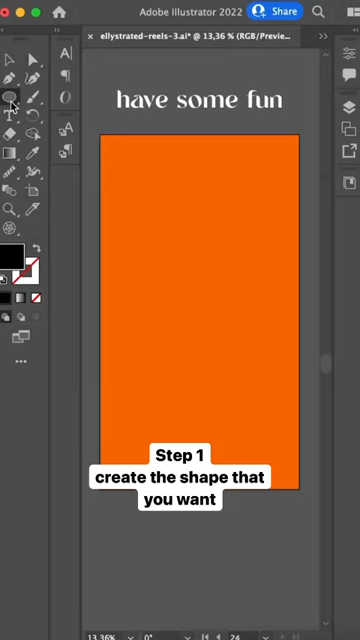 Adobe Illustrator 2022
Share
ellystrated-reels-3.ai* @ 13,36 % (RGB/Preview...
have some fun
Step 1
create the shape that
you want
13,36%
0°
24